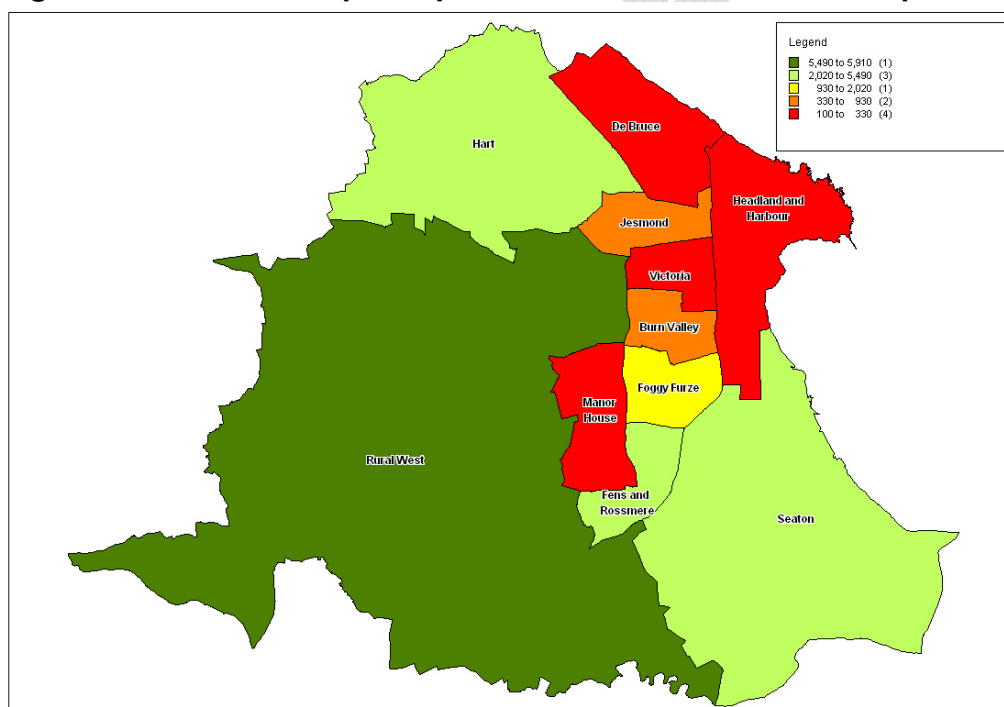 Legend
5,490 to 5,910 (1)
2,020 to 5,490 (3)
930 to 2,020 (1)
330 to 930 (2)
100 to 330 (4)
De Bruce
Hart
Headland and
Harbour
Jesmond
Victoria
Burn Valley
Foggy Furze
Manor
House
Rural West
Fens and
Rossmere
Seaton